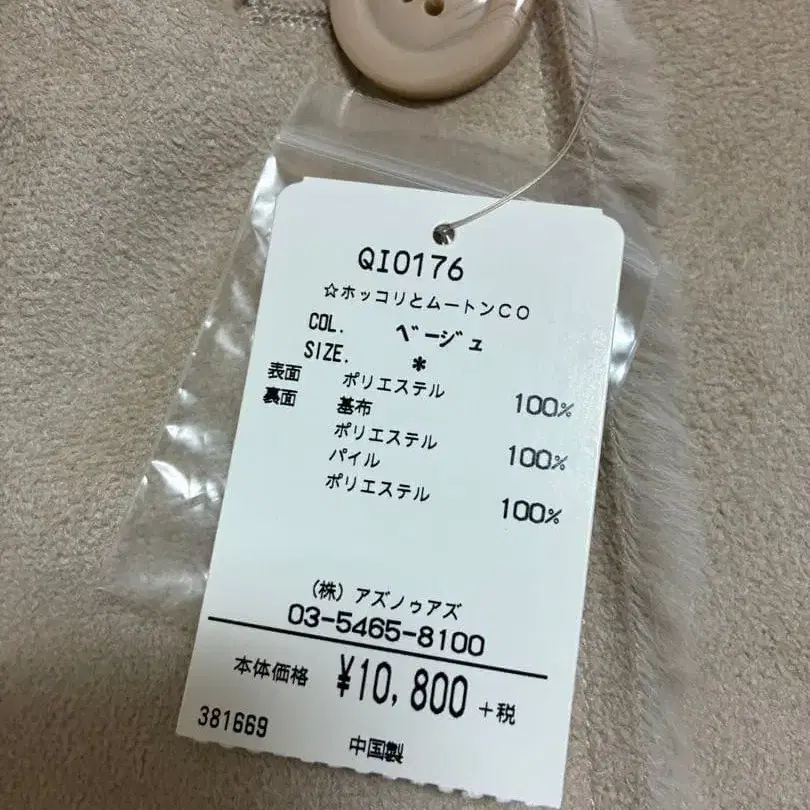 QI0176
☆ホッコリとムートンCO
COL. ベージュ
SIZE. *
表面 ポリエステル 100%
裏面 基布
ポリエステル 100%
パイル
ポリエステル 100%
(株) アズノゥアズ
03-5465-8100
本体価格 ¥10,800 +税
381669
中国製